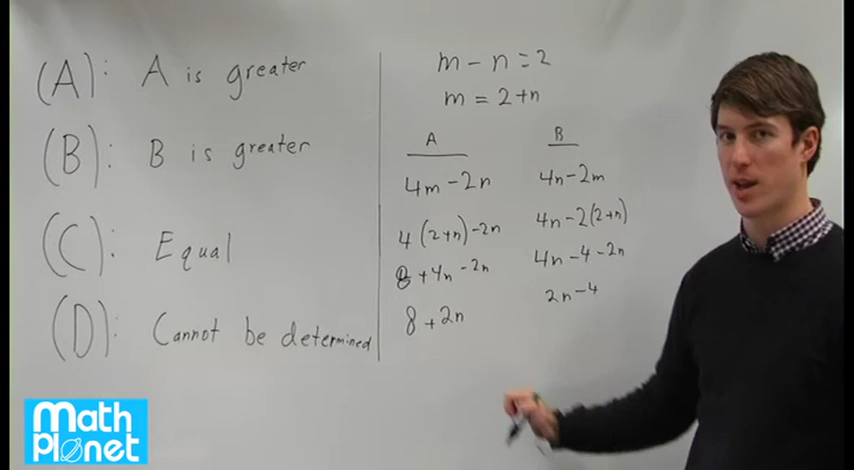 (A): A is greater
(B): B is greater
(C): Equal
(D): Cannot be determined
m - n = 2
m = 2+n
A
4m - 2n
4(2+n) - 2n
8 + 4n - 2n
8 + 2n
B
4n - 2m
4n - 2(2+n)
4n - 4 - 2n
2n - 4
Math
Planet